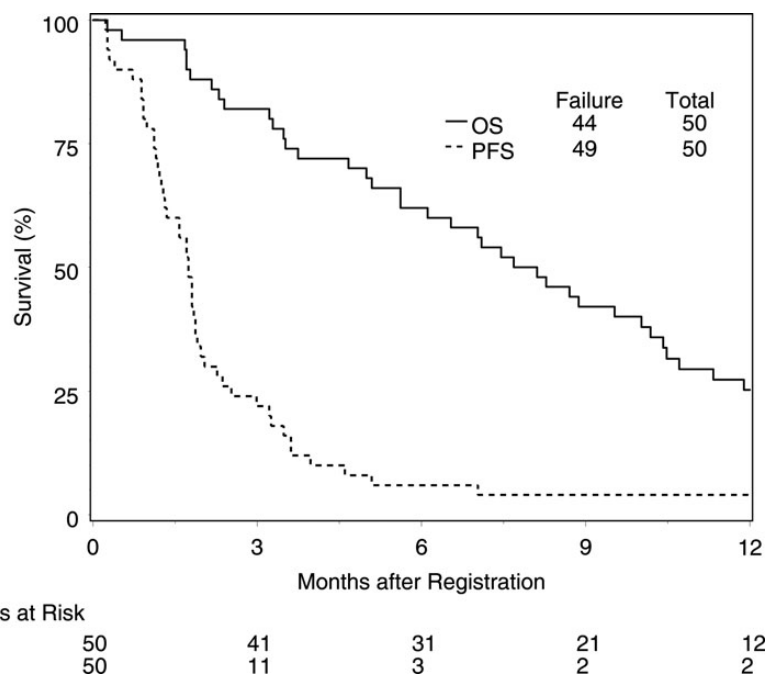 100
75
50
25
0
Survival (%)
Failure Total
OS 44 50
PFS 49 50
0 3 6 9 12
Months after Registration
s at Risk
50 41 31 21 12
50 11 3 2 2